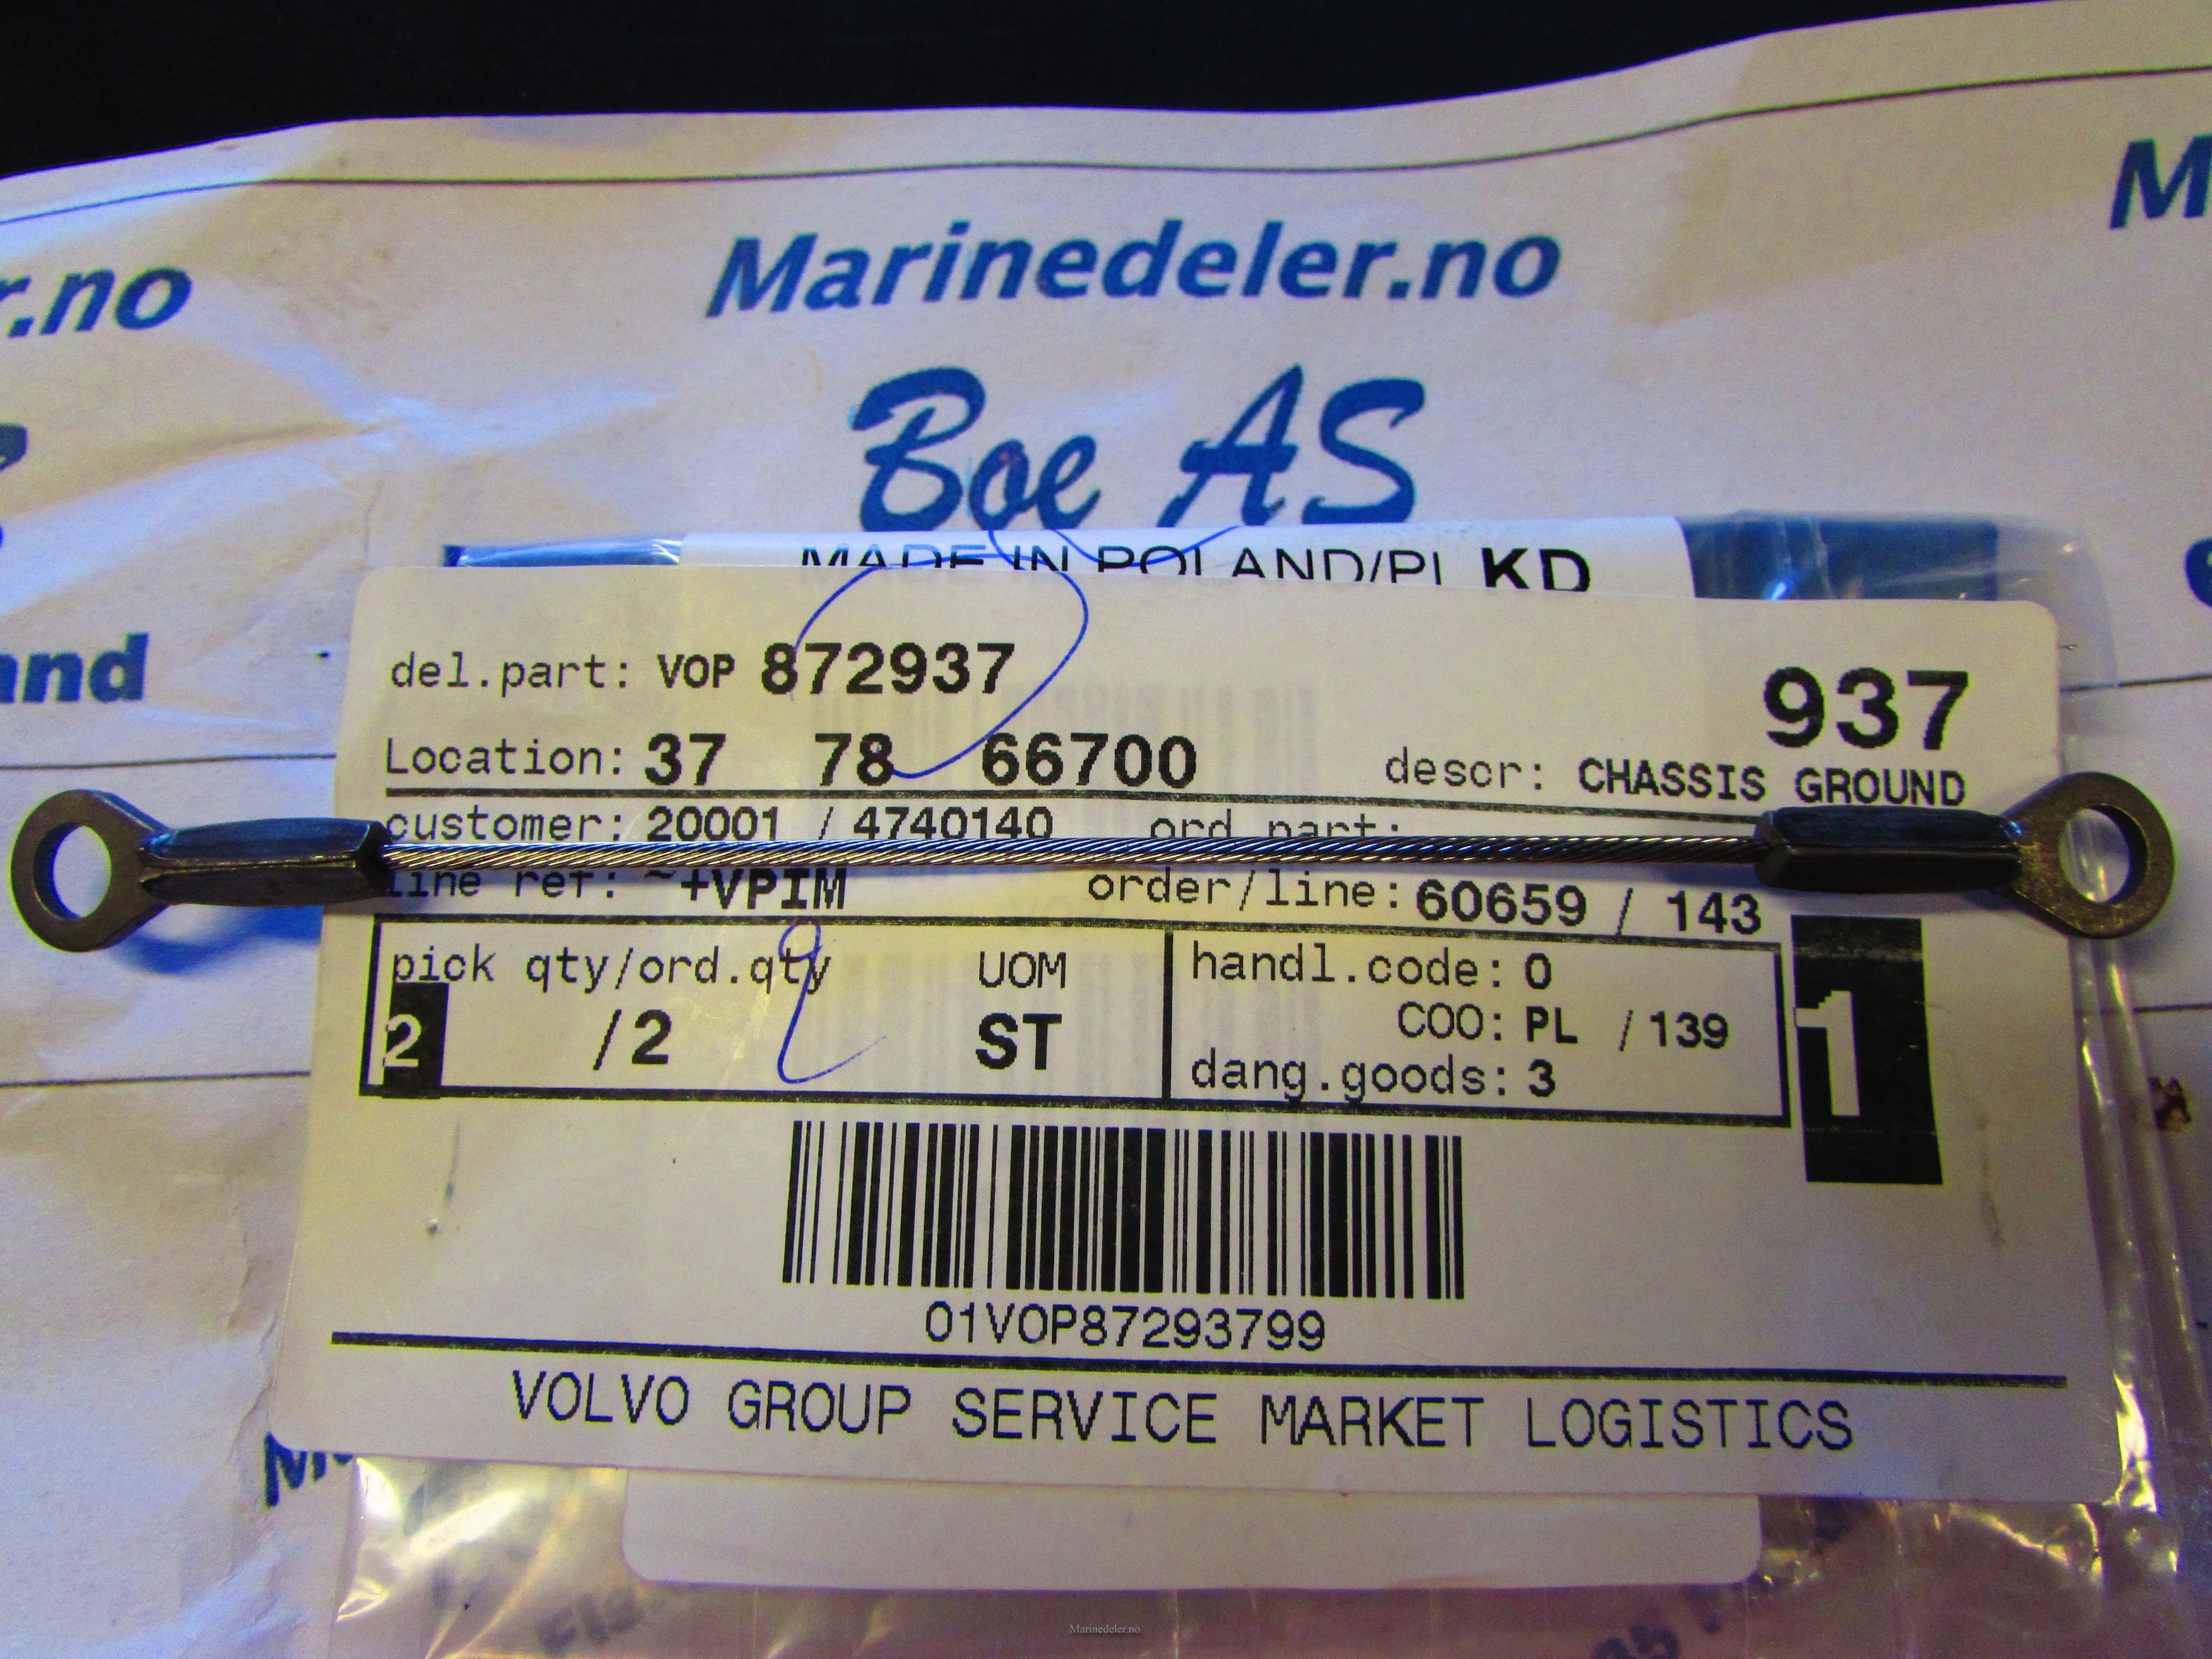 Marinedeler.no
r.no
Boe AS
and
MADE IN POLAND/PL KD
del.part: VOP 872937
937
Location: 37 78 66700
descr: CHASSIS GROUND
customer: 20001 / 4740140 ord part:
line ref: ~+VPIM order/line: 60659 / 143
pick qty/ord.qty UOM
handl.code: 0
2 /2 ST
COO: PL / 139
dang.goods: 3
1
01VOP87293799
VOLVO GROUP SERVICE MARKET LOGISTICS
Marinedeler.no